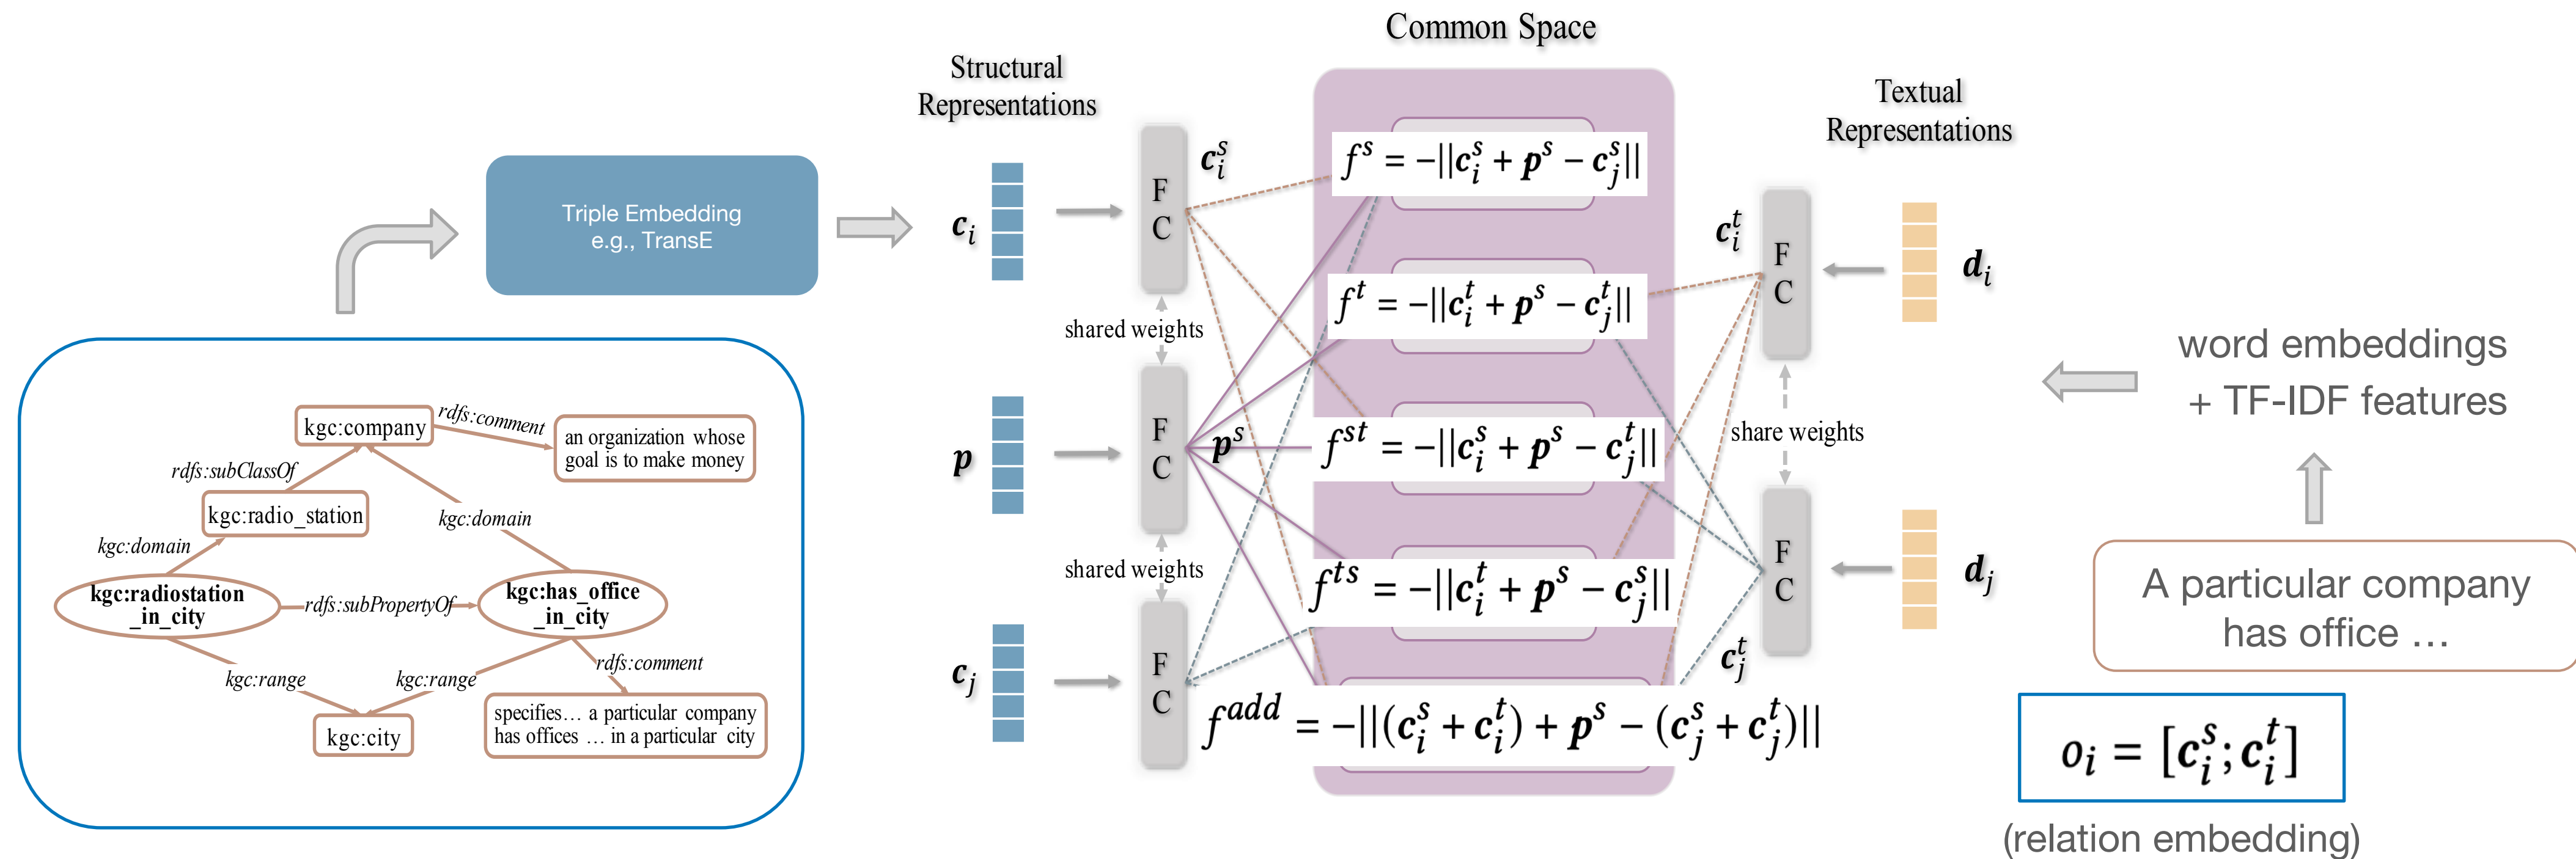 Common Space
Structural
Representations
Textual
Representations
Triple Embedding
e.g., TransE
c_i
F
C
c_i^s
f^s = −||c_i^s + p^s − c_j^s||
c_i^t
F
C
d_i
f^t = −||c_i^t + p^s − c_j^t||
shared weights
word embeddings
+ TF-IDF features
kgc:company
rdfs:comment
an organization whose
goal is to make money
rdfs:subClassOf
kgc:radio_station
kgc:domain
kgc:domain
kgc:radiostation
_in_city
rdfs:subPropertyOf
kgc:has_office
_in_city
kgc:range
kgc:range
rdfs:comment
kgc:city
specifies… a particular company
has offices … in a particular city
p
F
C
p^s
f^{st} = −||c_i^s + p^s − c_j^t||
share weights
shared weights
f^{ts} = −||c_i^t + p^s − c_j^s||
F
C
d_j
c_j^t
A particular company
has office …
c_j
F
C
f^{add} = −||(c_i^s + c_i^t) + p^s − (c_j^s + c_j^t)||
o_i = [c_i^s; c_i^t]
(relation embedding)